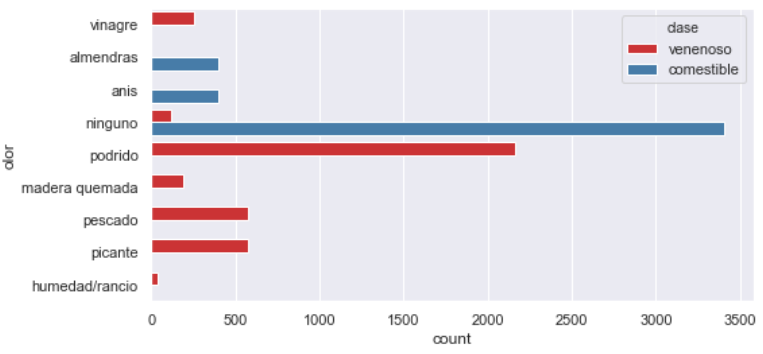 clase
venenoso
comestible
olor
vinagre
almendras
anis
ninguno
podrido
madera quemada
pescado
picante
humedad/rancio
0 500 1000 1500 2000 2500 3000 3500
count